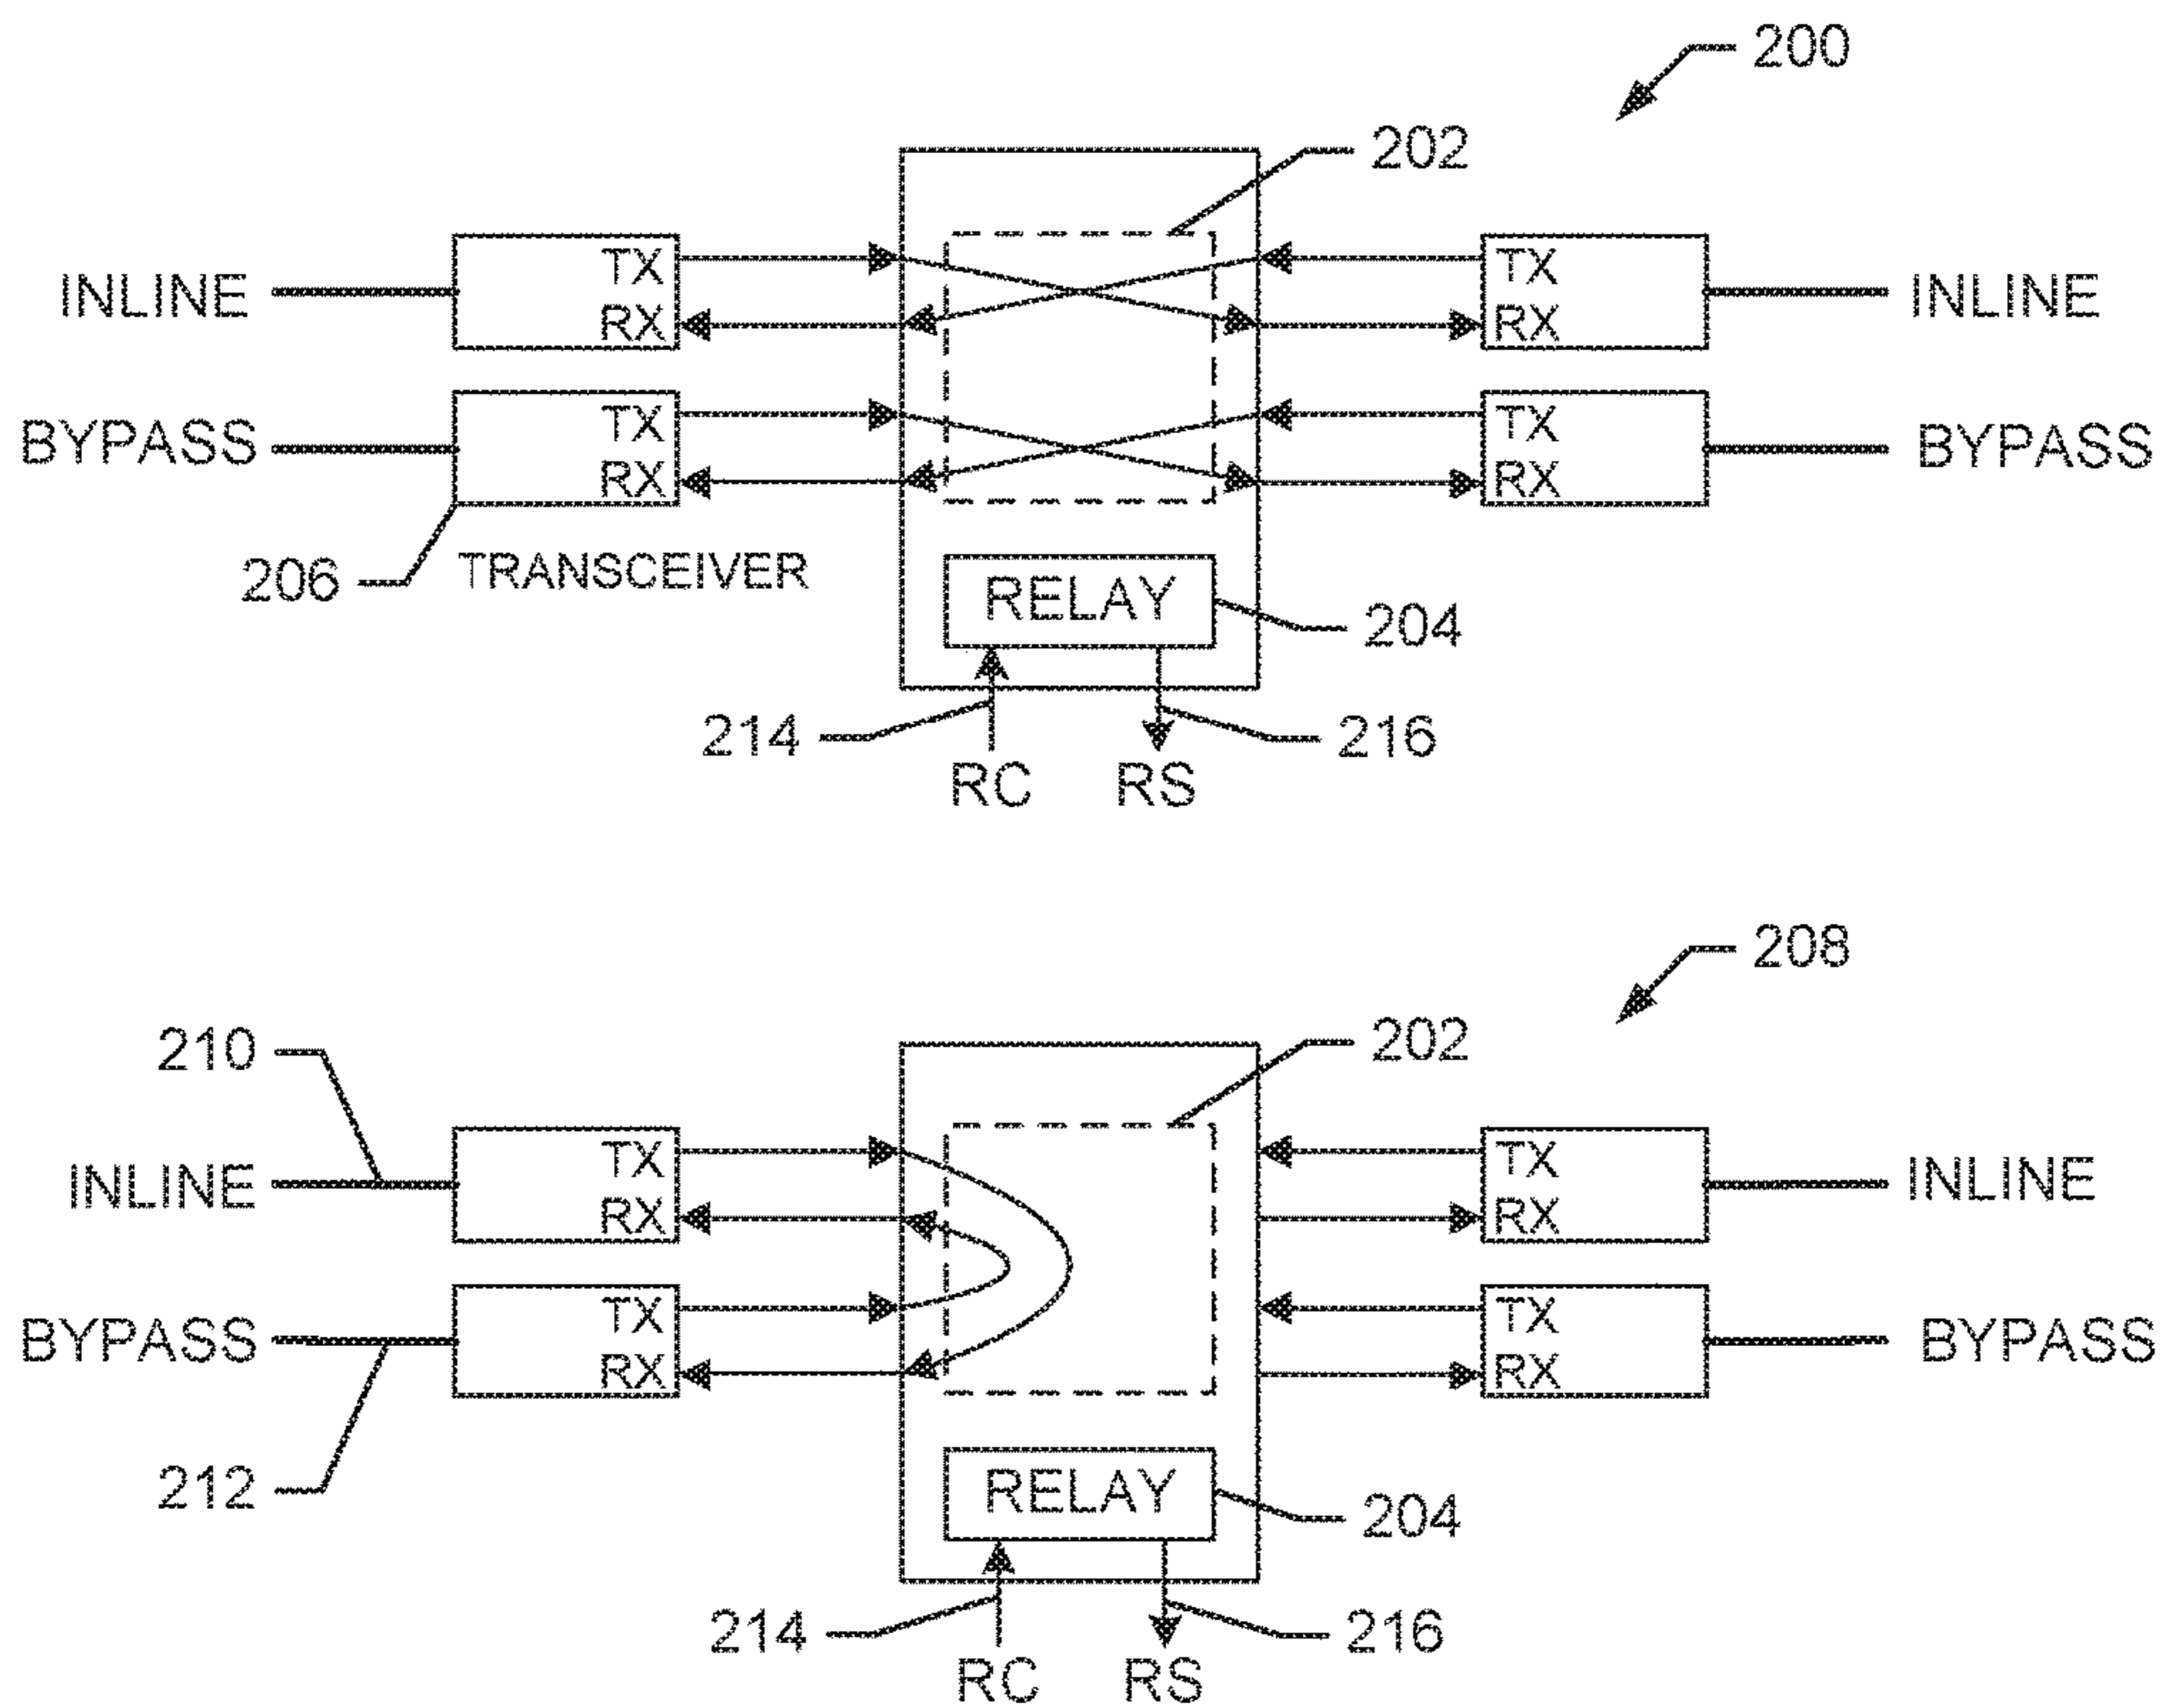 200
202
INLINE TX TX INLINE
RX RX
BYPASS TX TX BYPASS
RX RX
206 TRANSCEIVER
RELAY
204
214 216
RC RS
208
210 202
INLINE TX TX INLINE
RX RX
BYPASS TX TX BYPASS
RX RX
212 RELAY
204
214 216
RC RS